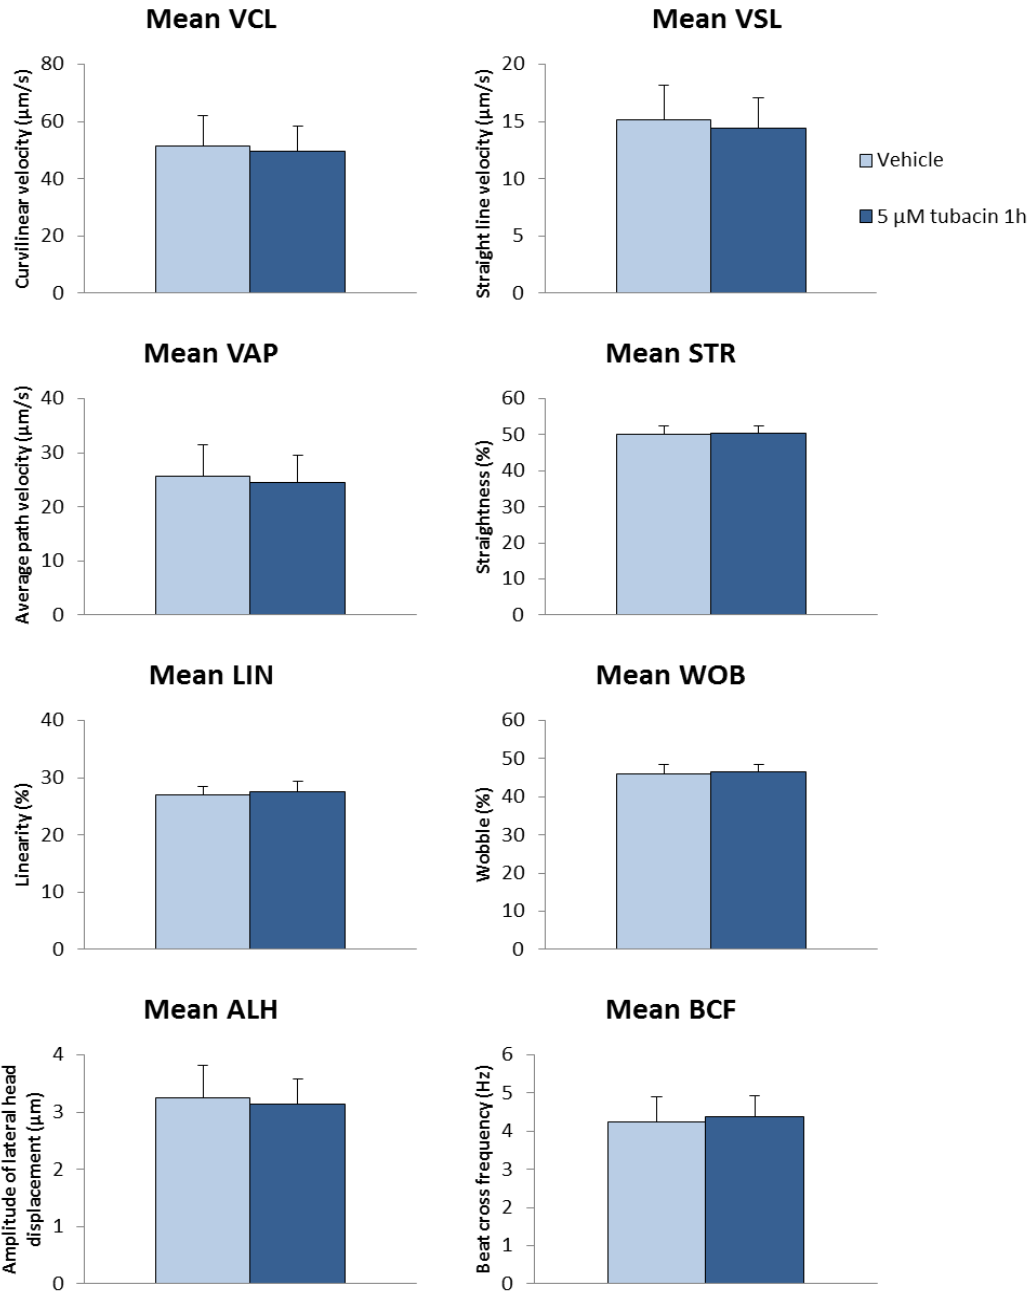 Mean VCL
Curvilinear velocity (µm/s)
80
60
40
20
0
Mean VSL
Straight line velocity (µm/s)
20
15
10
5
0
Vehicle
5 µM tubacin 1h
Mean VAP
Average path velocity (µm/s)
40
30
20
10
0
Mean STR
Straightness (%)
60
50
40
30
20
10
0
Mean LIN
Linearity (%)
40
30
20
10
0
Mean WOB
Wobble (%)
60
50
40
30
20
10
0
Mean ALH
Amplitude of lateral head
displacement (µm)
4
3
2
1
0
Mean BCF
Beat cross frequency (Hz)
6
5
4
3
2
1
0